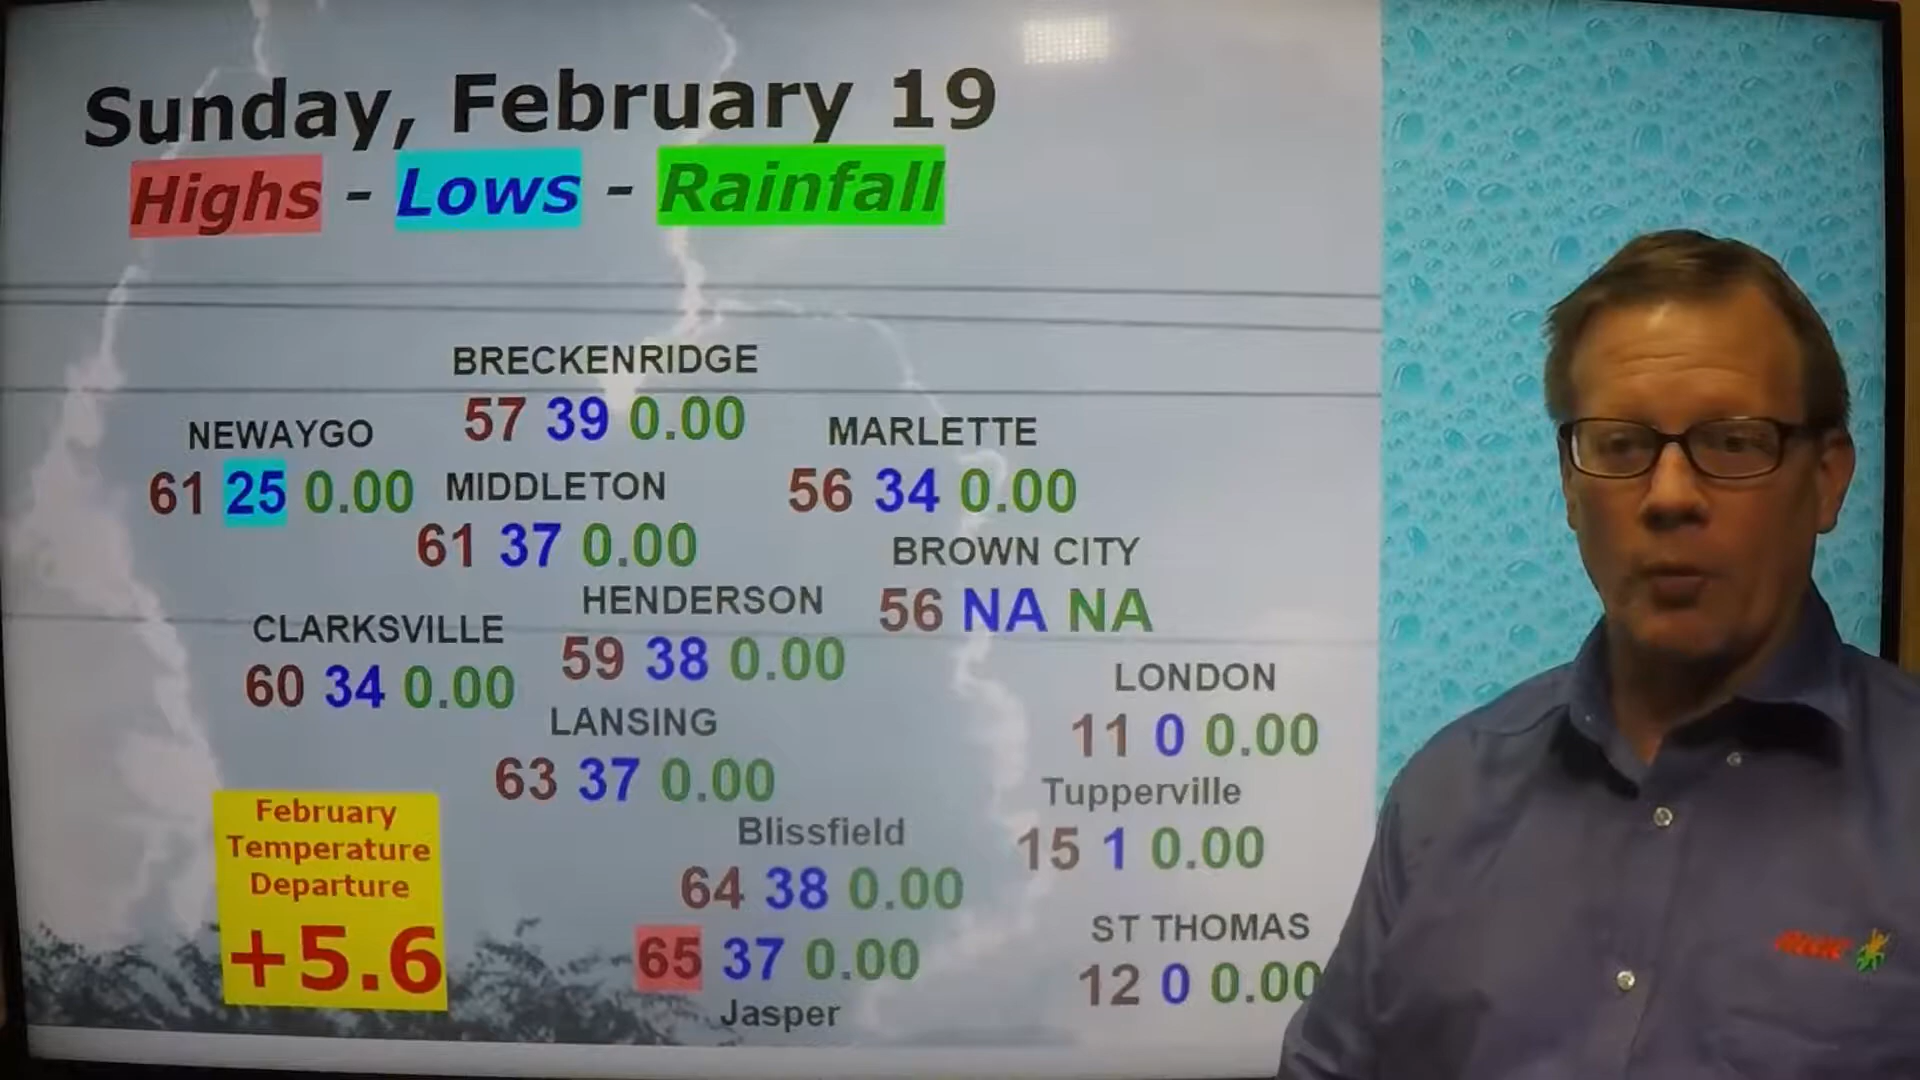 Sunday, February 19
Highs - Lows - Rainfall
BRECKENRIDGE
57 39 0.00
NEWAYGO
61 25 0.00
MARLETTE
56 34 0.00
MIDDLETON
61 37 0.00
BROWN CITY
56 NA NA
HENDERSON
59 38 0.00
CLARKSVILLE
60 34 0.00
LONDON
11 0 0.00
LANSING
63 37 0.00
Tupperville
15 1 0.00
Blissfield
64 38 0.00
ST THOMAS
12 0 0.00
65 37 0.00
Jasper
February
Temperature
Departure
+5.6